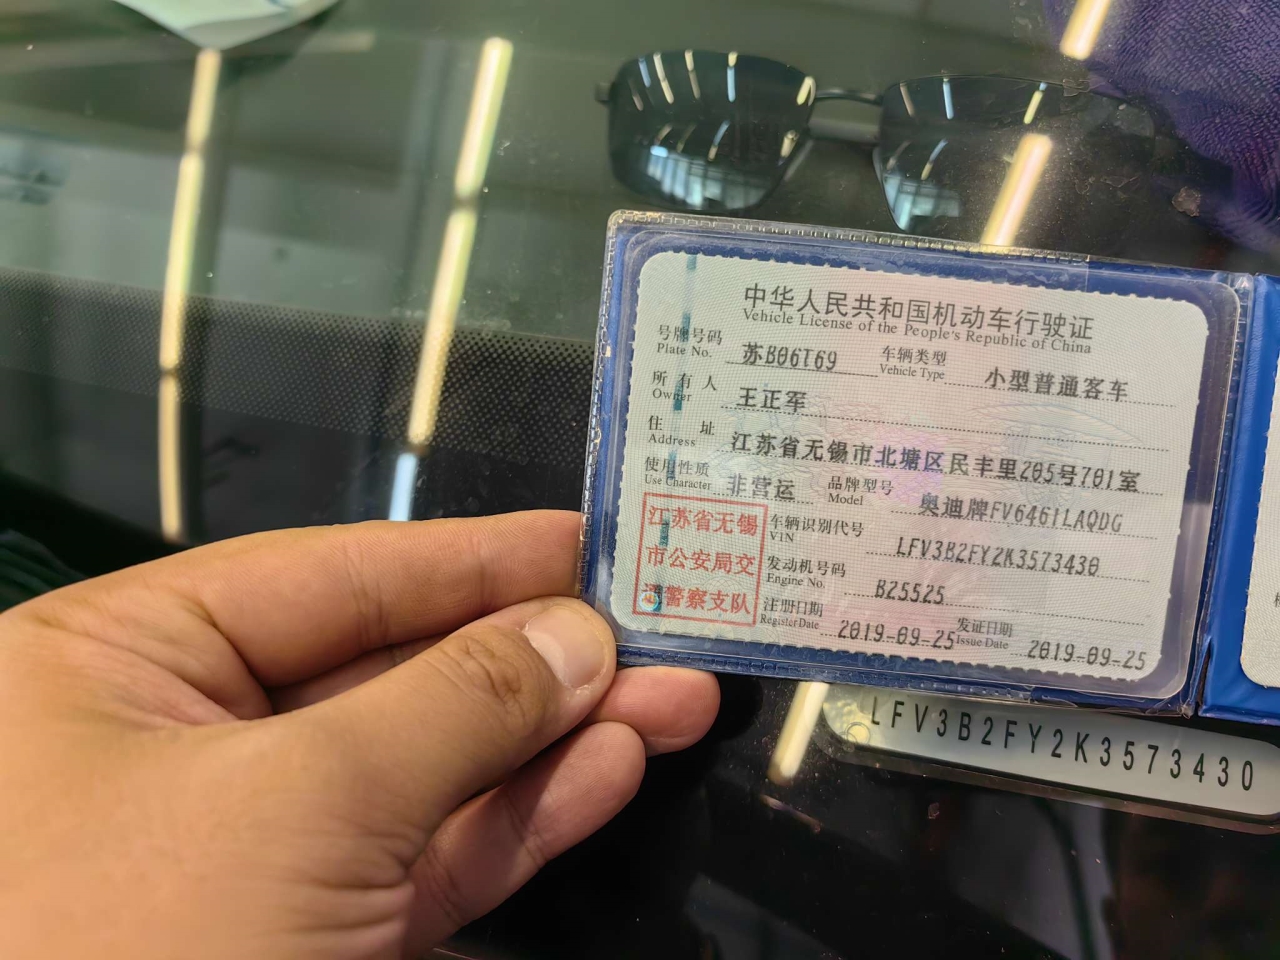 中华人民共和国机动车行驶证
Vehicle License of the People's Republic of China
号牌号码 苏B06T69 车辆类型 小型普通客车
Plate No. Vehicle Type
所有人 王正军
Owner
住址 江苏省无锡市北塘区民丰里205号701室
Address
使用性质 非营运 品牌型号 奥迪牌FV6461LAQDG
Use Character Model
江苏省无锡
市公安局交
通警察支队
车辆识别代号 LFV3B2FY2K3573430
VIN
发动机号码 B25525
Engine No.
注册日期 2019-09-25 发证日期 2019-09-25
Register Date Issue Date
LFV3B2FY2K3573430